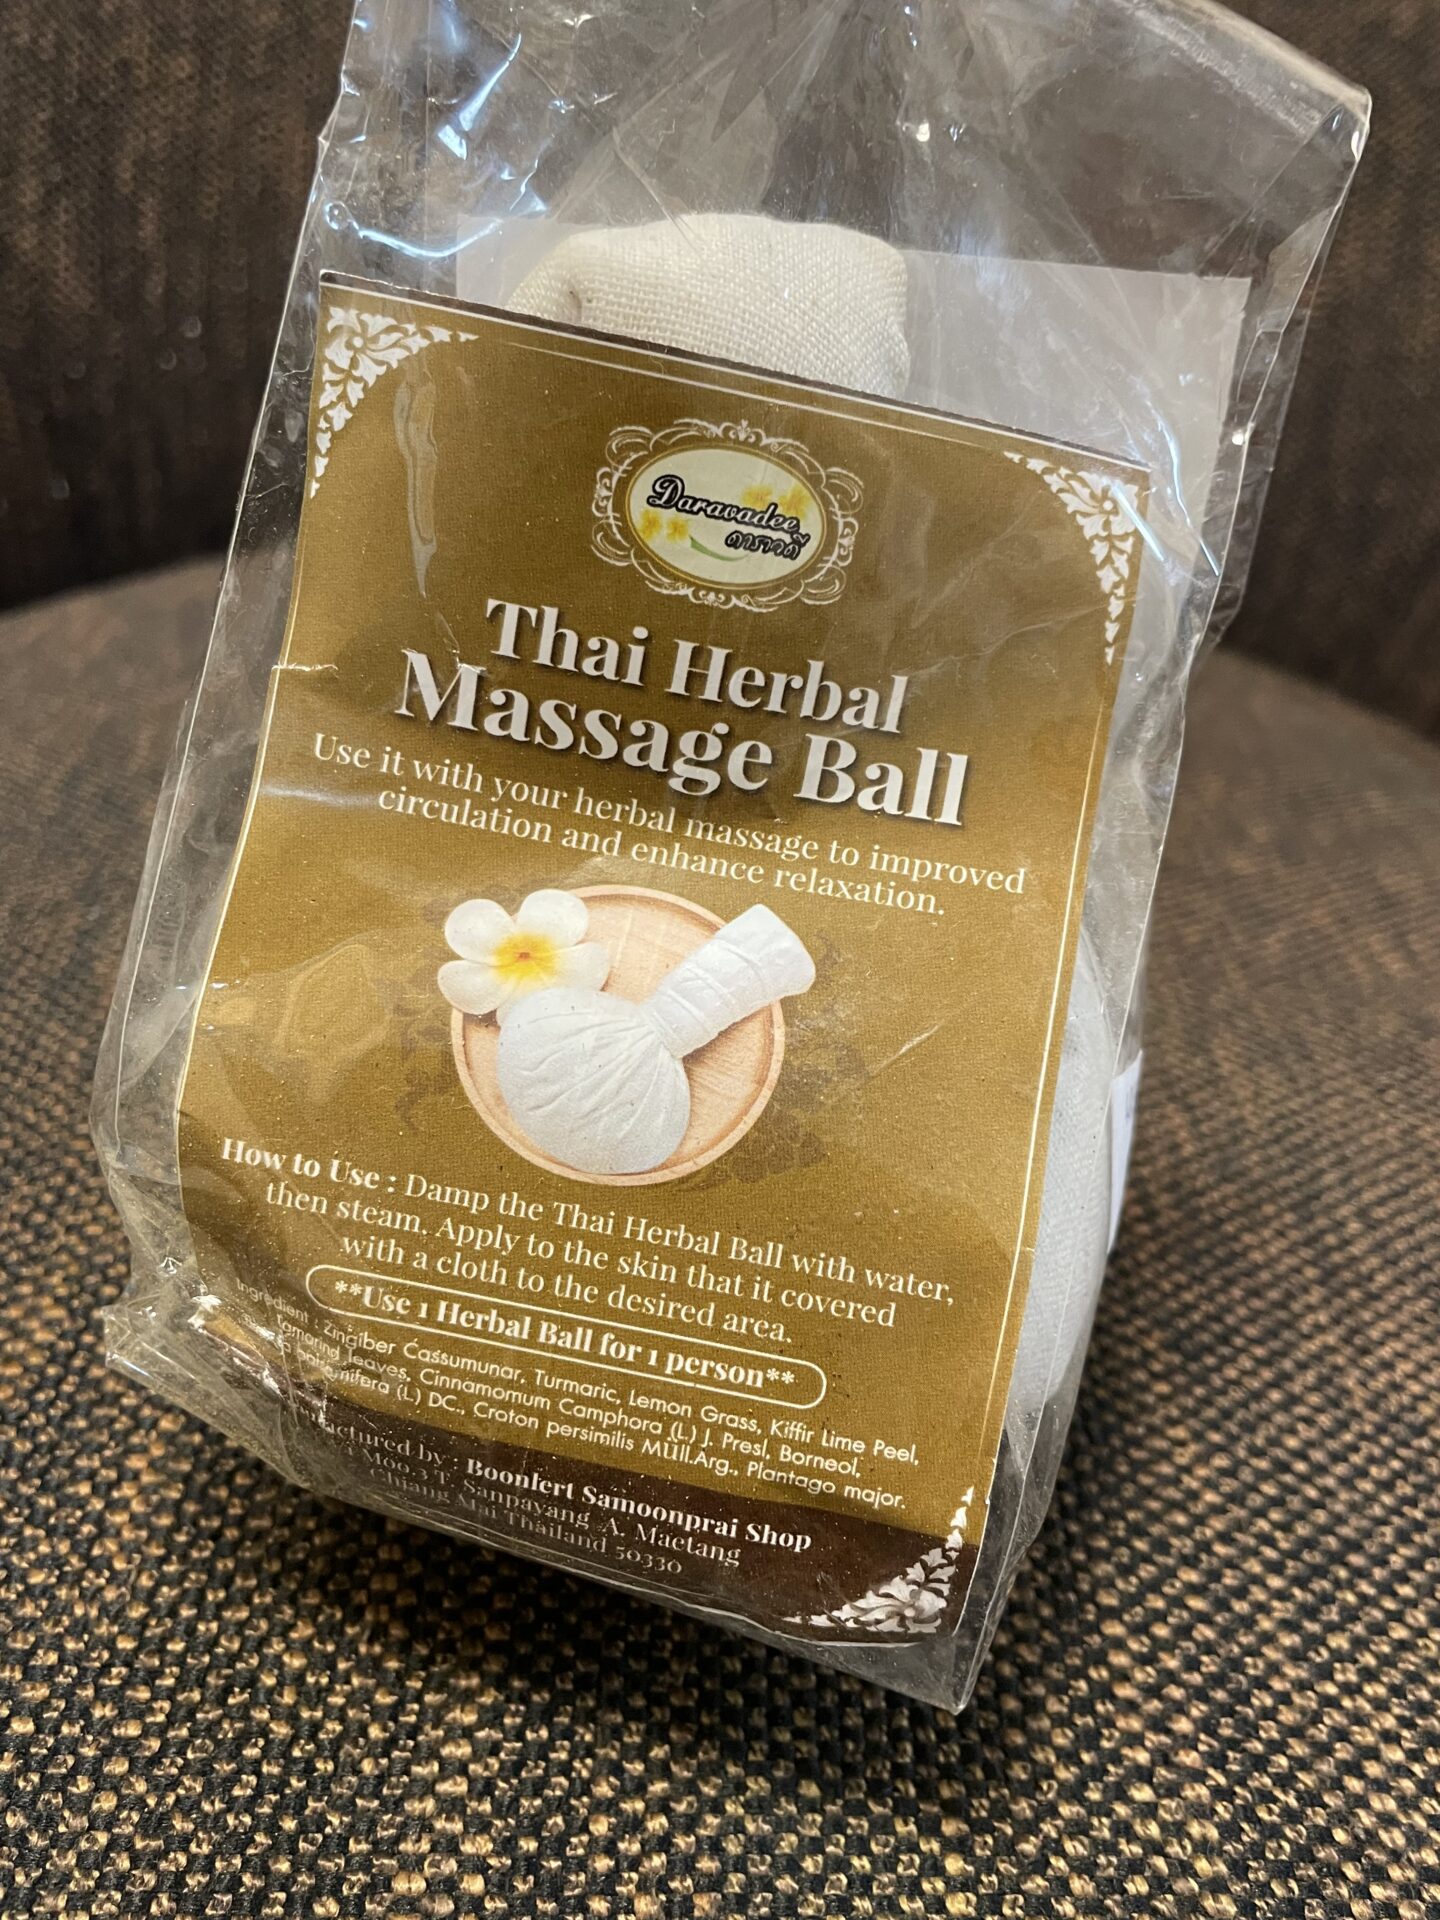 Daravadee
ดาราวดี
Thai Herbal
Massage Ball
Use it with your herbal massage to improved
circulation and enhance relaxation.
How to Use : Damp the Thai Herbal Ball with water,
then steam. Apply to the skin that it covered
with a cloth to the desired area.
**Use 1 Herbal Ball for 1 person**
Ingredient : Zingiber Cassumunar, Turmaric, Lemon Grass, Kiffir Lime Peel,
Tamarind leaves, Cinnamomum Camphora (L.) J. Presl, Borneol,
(L.) DC., Croton persimilis Müll.Arg., Plantago major.
by : Boonlert Samoonprai Shop
Moo.3 T. Sanpayang A. Maetang
Chiang Mai Thailand 50330